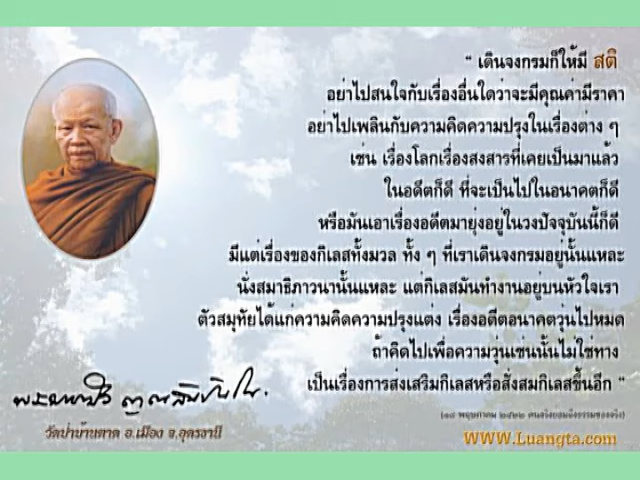 “ เดินจงกรมก็ให้มี สติ
อย่าไปสนใจกับเรื่องอื่นใดว่าจะมีคุณค่ามีราคา
อย่าไปเพลินกับความคิดความปรุงในเรื่องต่าง ๆ
เช่น เรื่องโลกเรื่องสงสารที่เคยเป็นมาแล้ว
ในอดีตก็ดี ที่จะเป็นไปในอนาคตก็ดี
หรือมันเอาเรื่องอดีตมายุ่งอยู่ในวงปัจจุบันนี้ก็ดี
มีแต่เรื่องของกิเลสทั้งมวล ทั้ง ๆ ที่เราเดินจงกรมอยู่นั้นแหละ
นั่งสมาธิภาวนานั้นแหละ แต่กิเลสมันทำงานอยู่บนหัวใจเรา
ตัวสมุทัยได้แก่ความคิดความปรุงแต่ง เรื่องอดีตอนาคตวุ่นไปหมด
ถ้าคิดไปเพื่อความวุ่นเช่นนั้นไม่ใช่ทาง
เป็นเรื่องการส่งเสริมกิเลสหรือสั่งสมกิเลสขึ้นอีก ”
พระมหาบัว ญาณสัมปันโน.
วัดป่าบ้านตาด อ.เมือง จ.อุดรธานี
WWW.Luangta.com